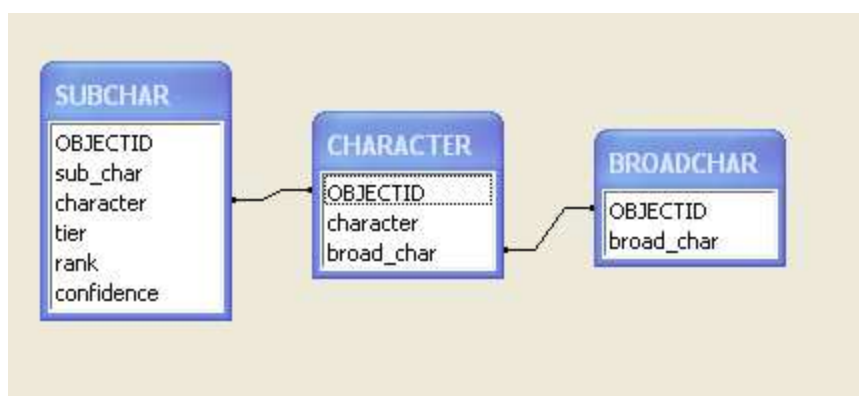 SUBCHAR
OBJECTID
sub_char
character
tier
rank
confidence
CHARACTER
OBJECTID
character
broad_char
BROADCHAR
OBJECTID
broad_char